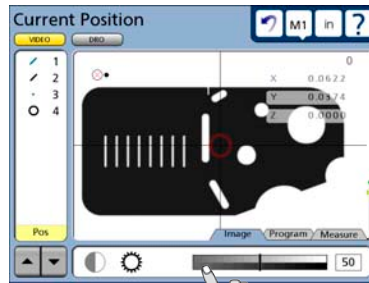 Current Position
M1 in ?
VIDEO DRO
1
2
3
4
0
X 0.0622
Y 0.0374
Z 0.0000
Pos
Image Program Measure
50